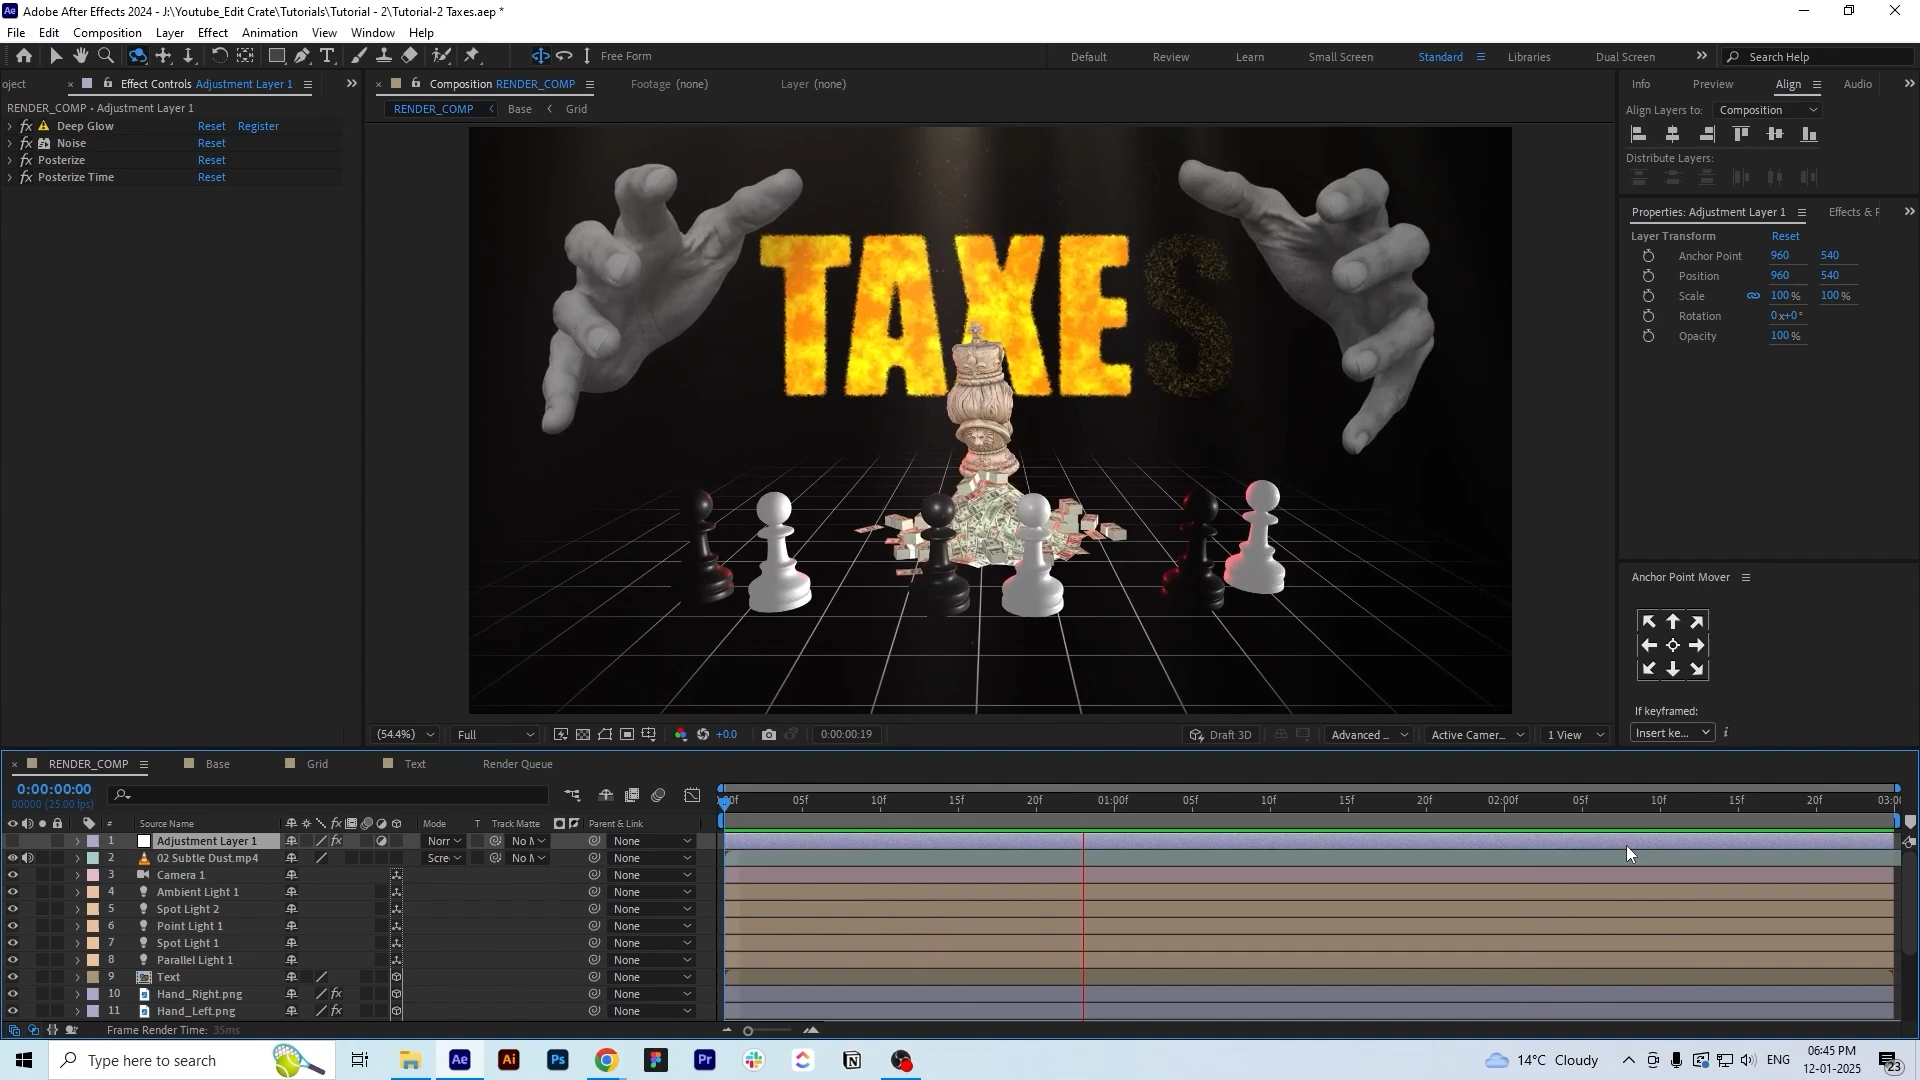 Adobe After Effects 2024 - J:\Youtube_Edit Crate\Tutorials\Tutorial - 2\Tutorial-2 Taxes.aep *
File Edit Composition Layer Effect Animation View Window Help
Free Form
Default Review Learn Small Screen Standard Libraries Dual Screen Search Help
oject Effect Controls Adjustment Layer 1
Composition RENDER_COMP Footage (none) Layer (none)
Info Preview Align Audio
RENDER_COMP • Adjustment Layer 1
Deep Glow Reset Register
Noise Reset
Posterize Reset
Posterize Time Reset
RENDER_COMP Base Grid
TAXES
Align Layers to: Composition
Distribute Layers:
Properties: Adjustment Layer 1 Effects & P
Layer Transform Reset
Anchor Point 960 540
Position 960 540
Scale 100 % 100 %
Rotation 0x+0°
Opacity 100 %
Anchor Point Mover
If keyframed:
Insert ke...
(54.4%) Full +0.0 0:00:00:19 Draft 3D Advanced ... Active Camer... 1 View
RENDER_COMP Base Grid Text Render Queue
0:00:00:00
00000 (25.00 fps)
:00f 05f 10f 15f 20f 01:00f 05f 10f 15f 20f 02:00f 05f 10f 15f 20f 03:00
# Source Name Mode T Track Matte Parent & Link
1 Adjustment Layer 1 Norr No M None
2 02 Subtle Dust.mp4 Scre No M None
3 Camera 1 None
4 Ambient Light 1 None
5 Spot Light 2 None
6 Point Light 1 None
7 Spot Light 1 None
8 Parallel Light 1 None
9 Text None
10 Hand_Right.png None
11 Hand_Left.png None
Frame Render Time: 35ms
Type here to search
14°C Cloudy
ENG
06:45 PM
12-01-2025
23